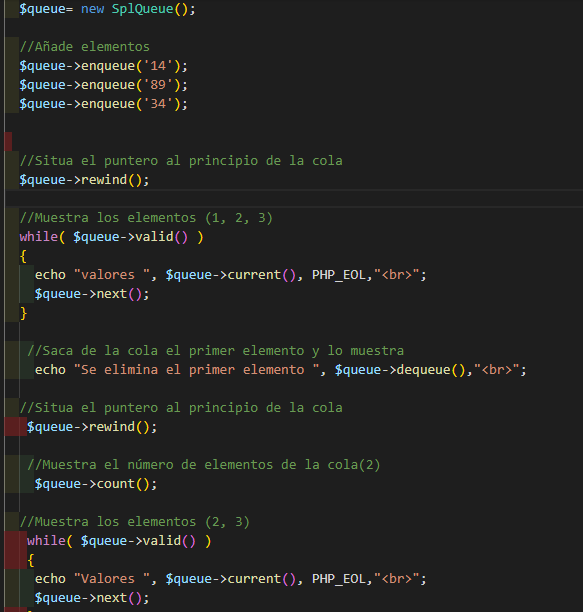 $queue= new SplQueue();
//Añade elementos
$queue->enqueue('14');
$queue->enqueue('89');
$queue->enqueue('34');
//Situa el puntero al principio de la cola
$queue->rewind();
//Muestra los elementos (1, 2, 3)
while( $queue->valid() )
{
echo "valores ", $queue->current(), PHP_EOL,"<br>";
$queue->next();
}
//Saca de la cola el primer elemento y lo muestra
echo "Se elimina el primer elemento ", $queue->dequeue(),"<br>";
//Situa el puntero al principio de la cola
$queue->rewind();
//Muestra el número de elementos de la cola(2)
$queue->count();
//Muestra los elementos (2, 3)
while( $queue->valid() )
{
echo "Valores ", $queue->current(), PHP_EOL,"<br>";
$queue->next();